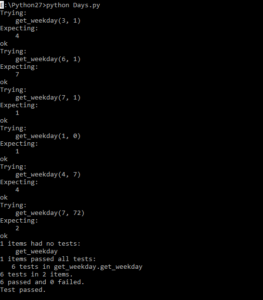 E:\Python27>python Days.py
Trying:
    get_weekday(3, 1)
Expecting:
    4
ok
Trying:
    get_weekday(6, 1)
Expecting:
    7
ok
Trying:
    get_weekday(7, 1)
Expecting:
    1
ok
Trying:
    get_weekday(1, 0)
Expecting:
    1
ok
Trying:
    get_weekday(4, 7)
Expecting:
    4
ok
Trying:
    get_weekday(7, 72)
Expecting:
    2
ok
1 items had no tests:
    get_weekday
1 items passed all tests:
   6 tests in get_weekday.get_weekday
6 tests in 2 items.
6 passed and 0 failed.
Test passed.